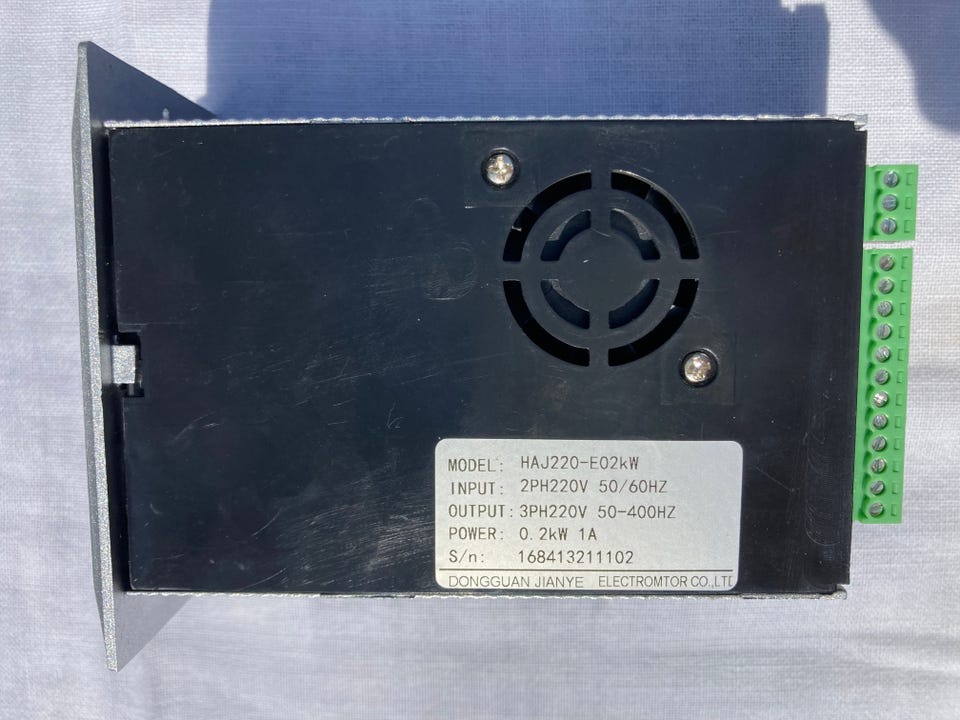 MODEL: HAJ220-E02kW
INPUT: 2PH220V 50/60HZ
OUTPUT: 3PH220V 50-400HZ
POWER: 0.2kW 1A
S/n: 168413211102
DONGGUAN JIANYE ELECTROMTOR CO.,LTD